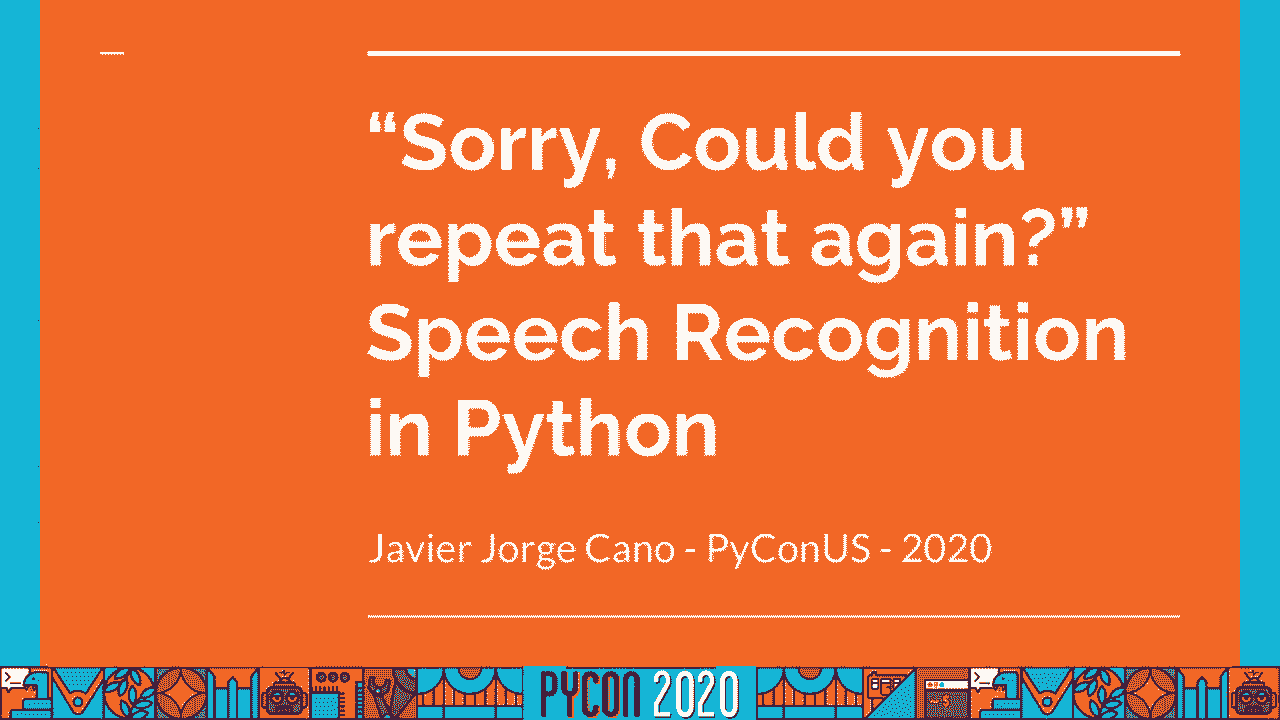 “Sorry, Could you
repeat that again?”
Speech Recognition
in Python
Javier Jorge Cano - PyConUS - 2020
PYCON 2020